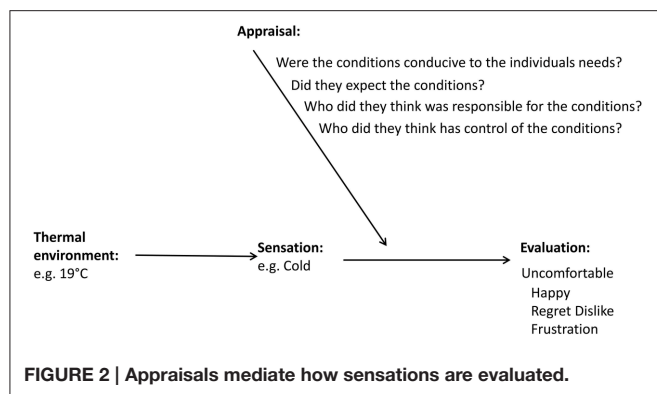 Appraisal:
Were the conditions conducive to the individuals needs?
Did they expect the conditions?
Who did they think was responsible for the conditions?
Who did they think has control of the conditions?
Thermal
environment:
e.g. 19°C
Sensation:
e.g. Cold
Evaluation:
Uncomfortable
Happy
Regret Dislike
Frustration
FIGURE 2 | Appraisals mediate how sensations are evaluated.